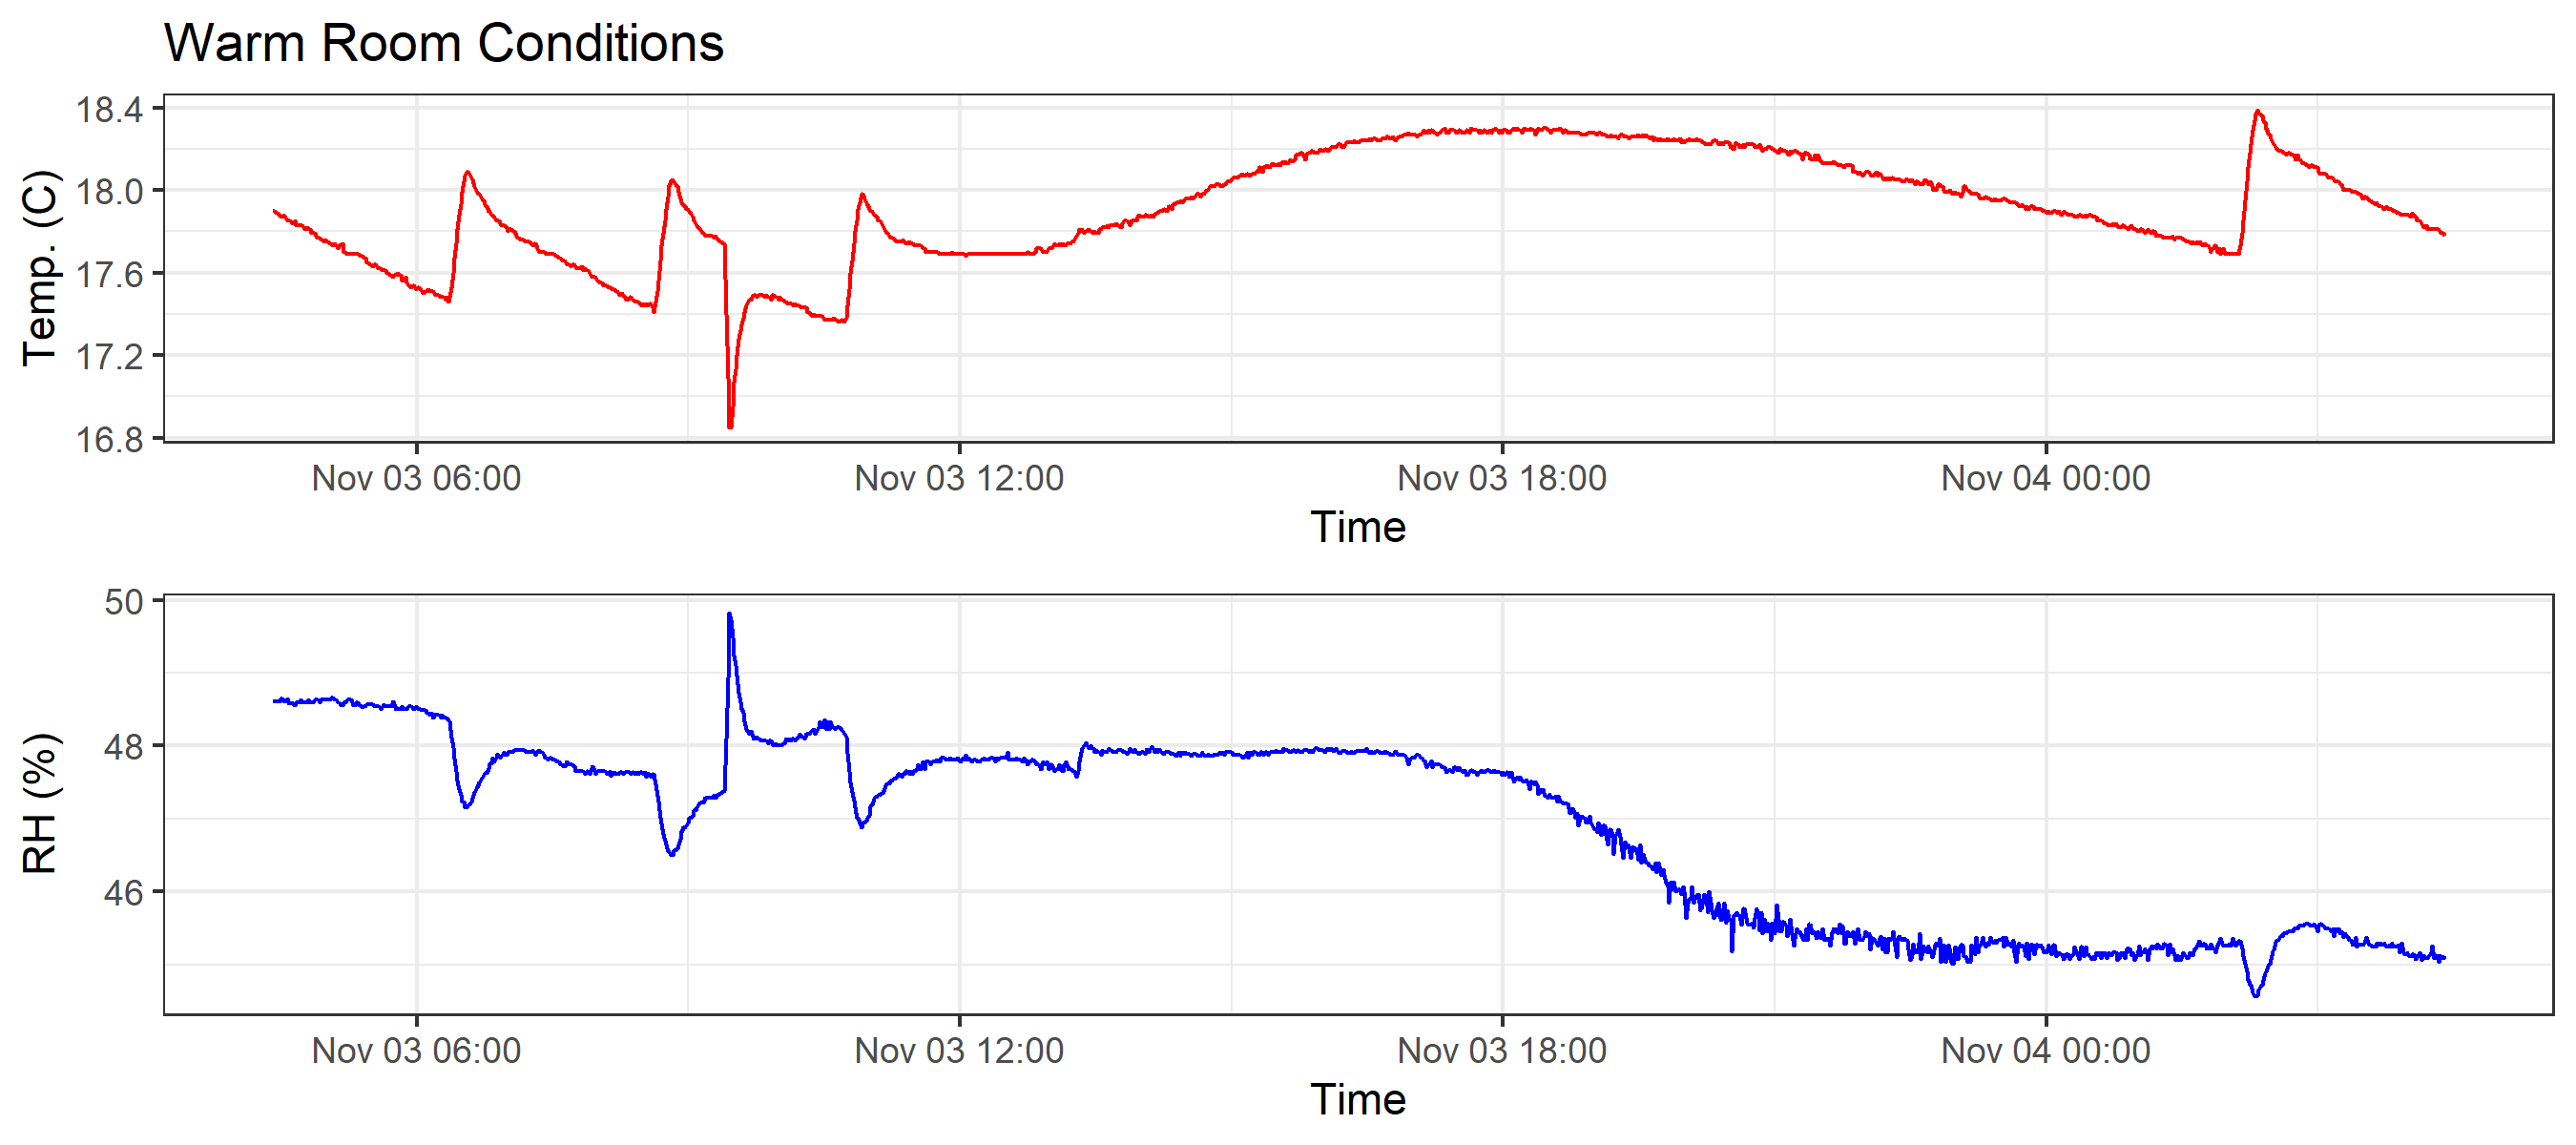 Warm Room Conditions
18.4
18.0
17.6
17.2
16.8
Temp. (C)
Nov 03 06:00 Nov 03 12:00 Nov 03 18:00 Nov 04 00:00
Time
50
48
46
RH (%)
Nov 03 06:00 Nov 03 12:00 Nov 03 18:00 Nov 04 00:00
Time